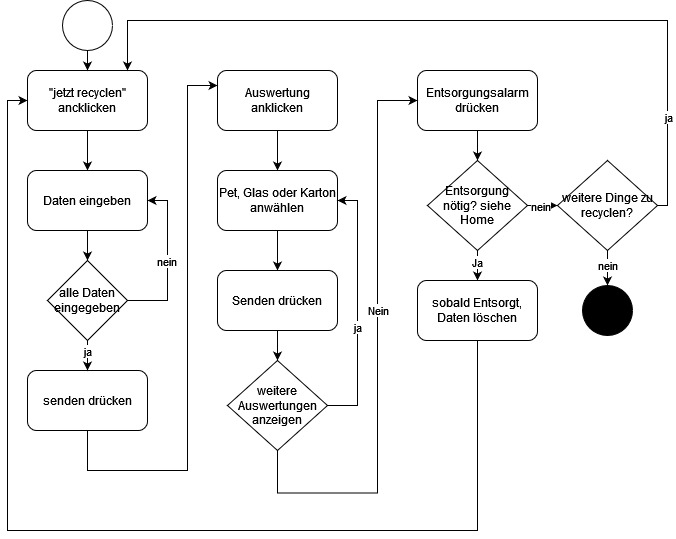 "jetzt recyclen"
ancklicken
Daten eingeben
nein
alle Daten
eingegeben
ja
senden drücken
Auswertung
anklicken
Pet, Glas oder Karton
anwählen
Senden drücken
ja
weitere
Auswertungen
anzeigen
Nein
Entsorgungsalarm
drücken
Entsorgung
nötig? siehe
Home
nein
Ja
sobald Entsorgt,
Daten löschen
weitere Dinge zu
recyclen?
ja
nein